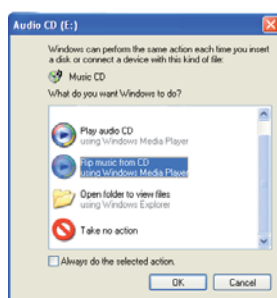 Audio CD (E:)
Windows can perform the same action each time you insert
a disk or connect a device with this kind of file:
Music CD
What do you want Windows to do?
Play audio CD
using Windows Media Player
Rip music from CD
using Windows Media Player
Open folder to view files
using Windows Explorer
Take no action
Always do the selected action.
OK
Cancel